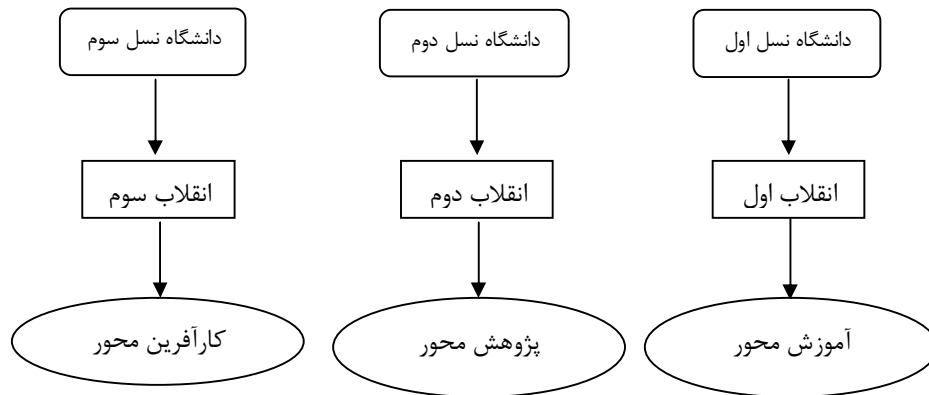 دانشگاه نسل اول
دانشگاه نسل دوم
دانشگاه نسل سوم
انقلاب اول
انقلاب دوم
انقلاب سوم
آموزش محور
پژوهش محور
کارآفرین محور